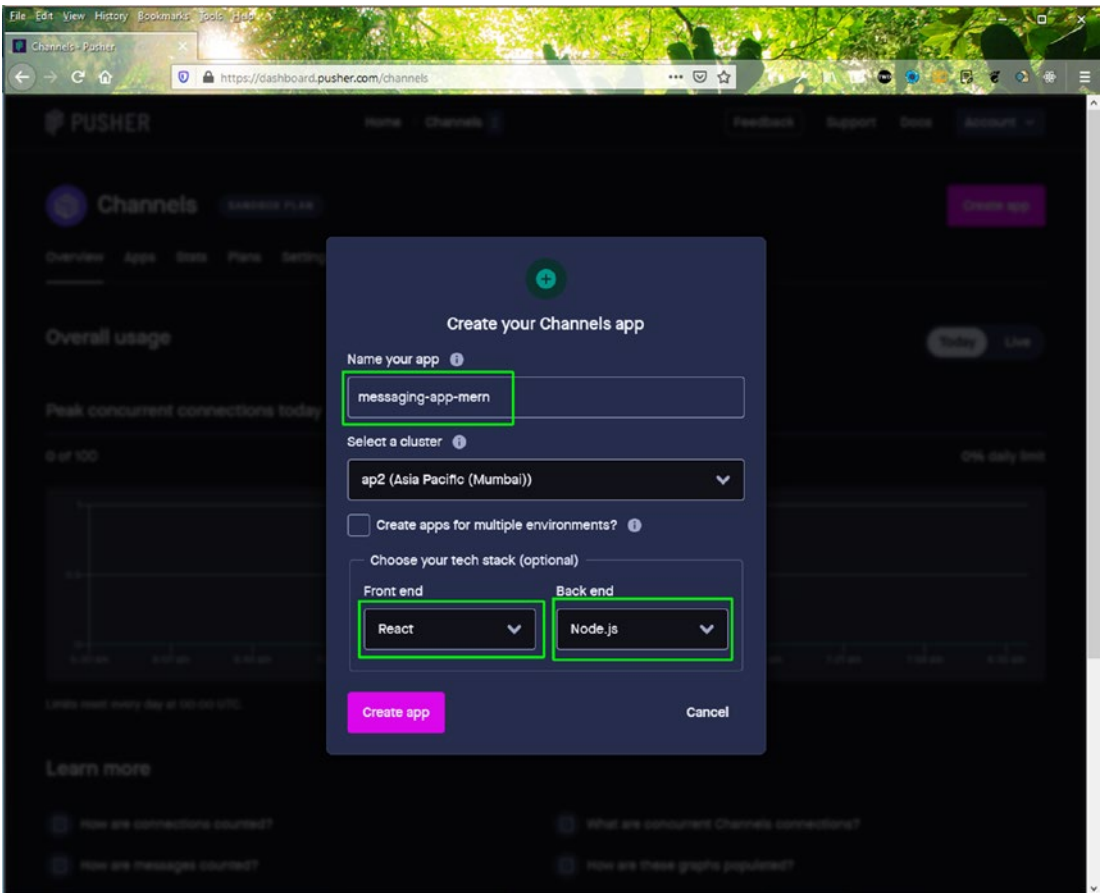 File Edit View History Bookmarks Tools Help
Channels - Pusher
https://dashboard.pusher.com/channels
PUSHER
Home Channels
Feedback Support Docs Account
Channels SANDBOX PLAN
Create app
Overview Apps Stats Plans Setting
Overall usage
Today Live
Peak concurrent connections today
0 of 100
0% daily limit
Create your Channels app
Name your app
messaging-app-mern
Select a cluster
ap2 (Asia Pacific (Mumbai))
Create apps for multiple environments?
Choose your tech stack (optional)
Front end Back end
React Node.js
Create app Cancel
Limits reset every day at 00:00 UTC.
Learn more
How are connections counted?
What are concurrent Channels connections?
How are messages counted?
How are these graphs populated?